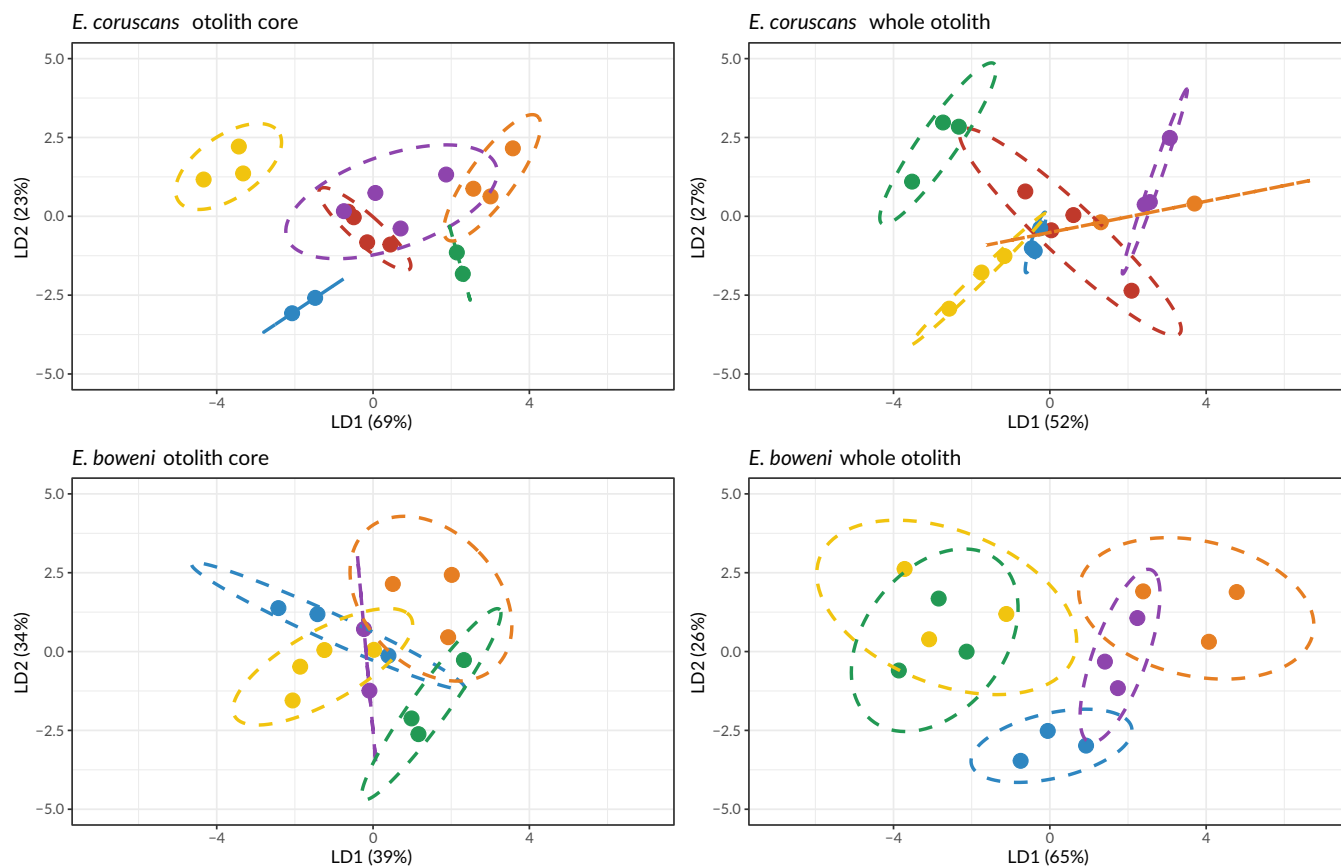 E. coruscans otolith core
5.0
2.5
0.0
−2.5
−5.0
LD2 (23%)
−4
0
4
LD1 (69%)
E. coruscans whole otolith
5.0
2.5
0.0
−2.5
−5.0
LD2 (27%)
−4
0
4
LD1 (52%)
E. boweni otolith core
5.0
2.5
0.0
−2.5
−5.0
LD2 (34%)
−4
0
4
LD1 (39%)
E. boweni whole otolith
5.0
2.5
0.0
−2.5
−5.0
LD2 (26%)
−4
0
4
LD1 (65%)